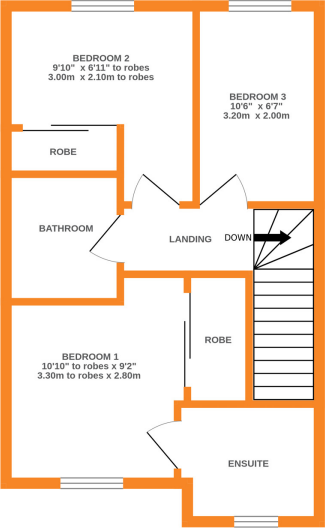 BEDROOM 2
9'10" x 6'11" to robes
3.00m x 2.10m to robes
BEDROOM 3
10'6" x 6'7"
3.20m x 2.00m
ROBE
BATHROOM
LANDING
DOWN
BEDROOM 1
10'10" to robes x 9'2"
3.30m to robes x 2.80m
ROBE
ENSUITE